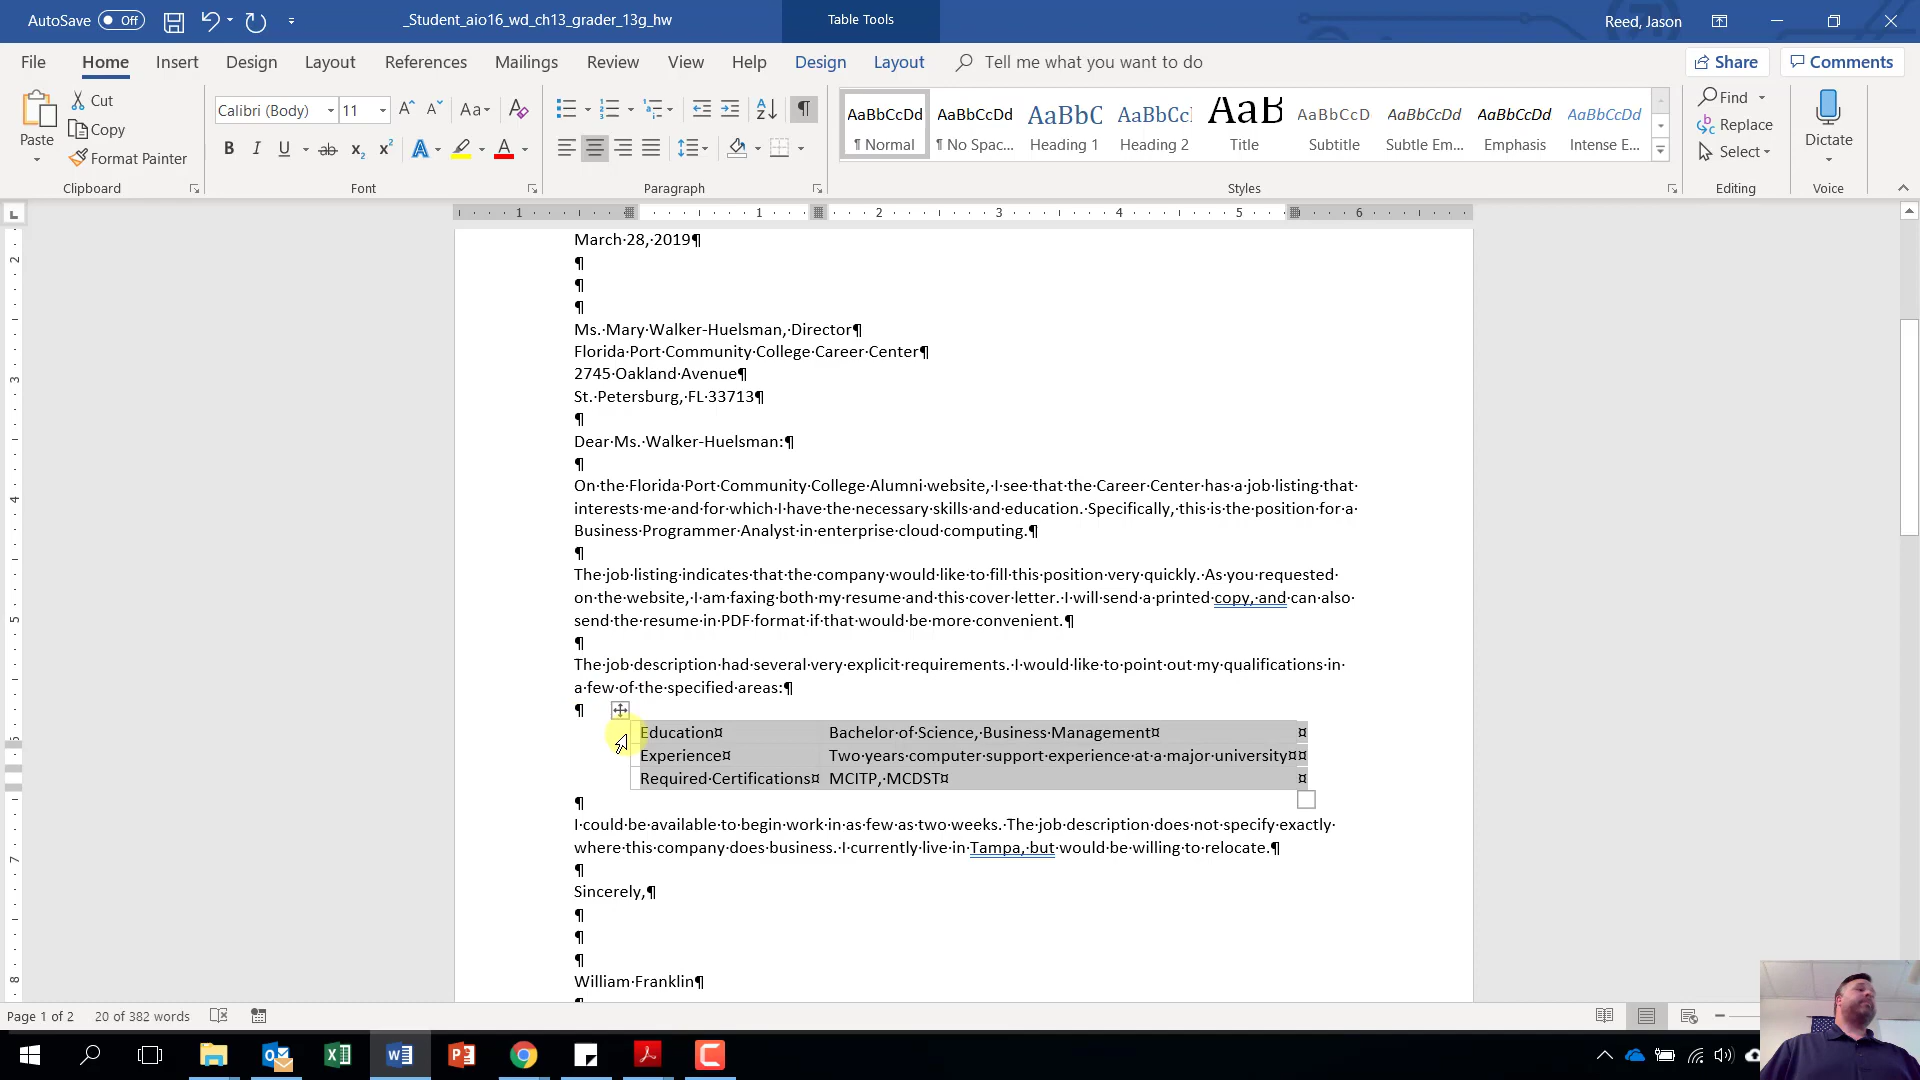 AutoSave Off
_Student_aio16_wd_ch13_grader_13g_hw
Table Tools
Reed, Jason
File Home Insert Design Layout References Mailings Review View Help Design Layout Tell me what you want to do Share Comments
Paste
Cut
Copy
Format Painter
Clipboard
Calibri (Body) 11
Font
Paragraph
AaBbCcDd AaBbCcDd AaBbC AaBbCc AaB AaBbCcD AaBbCcDd AaBbCcDd AaBbCcDd
¶ Normal ¶ No Spac... Heading 1 Heading 2 Title Subtitle Subtle Em... Emphasis Intense E...
Styles
Find
Replace
Select
Editing
Dictate
Voice
1 1 2 3 4 5 6
2
3
4
5
7
8
March·28,·2019¶
¶
¶
¶
Ms.·Mary·Walker-Huelsman,·Director¶
Florida·Port·Community·College·Career·Center¶
2745·Oakland·Avenue¶
St.·Petersburg,·FL·33713¶
¶
Dear·Ms.·Walker-Huelsman:¶
¶
On·the·Florida·Port·Community·College·Alumni·website,·I·see·that·the·Career·Center·has·a·job·listing·that·
interests·me·and·for·which·I·have·the·necessary·skills·and·education.·Specifically,·this·is·the·position·for·a·
Business·Programmer·Analyst·in·enterprise·cloud·computing.¶
¶
The·job·listing·indicates·that·the·company·would·like·to·fill·this·position·very·quickly.·As·you·requested·
on·the·website,·I·am·faxing·both·my·resume·and·this·cover·letter.·I·will·send·a·printed·copy,·and·can·also·
send·the·resume·in·PDF·format·if·that·would·be·more·convenient.¶
¶
The·job·description·had·several·very·explicit·requirements.·I·would·like·to·point·out·my·qualifications·in·
a·few·of·the·specified·areas:¶
¶
Education¤ Bachelor·of·Science,·Business·Management¤ ¤
Experience¤ Two·years·computer·support·experience·at·a·major·university¤ ¤
Required·Certifications¤ MCITP,·MCDST¤ ¤
¶
I·could·be·available·to·begin·work·in·as·few·as·two·weeks.·The·job·description·does·not·specify·exactly·
where·this·company·does·business.·I·currently·live·in·Tampa,·but·would·be·willing·to·relocate.¶
¶
Sincerely,¶
¶
¶
¶
William·Franklin¶
Page 1 of 2 20 of 382 words